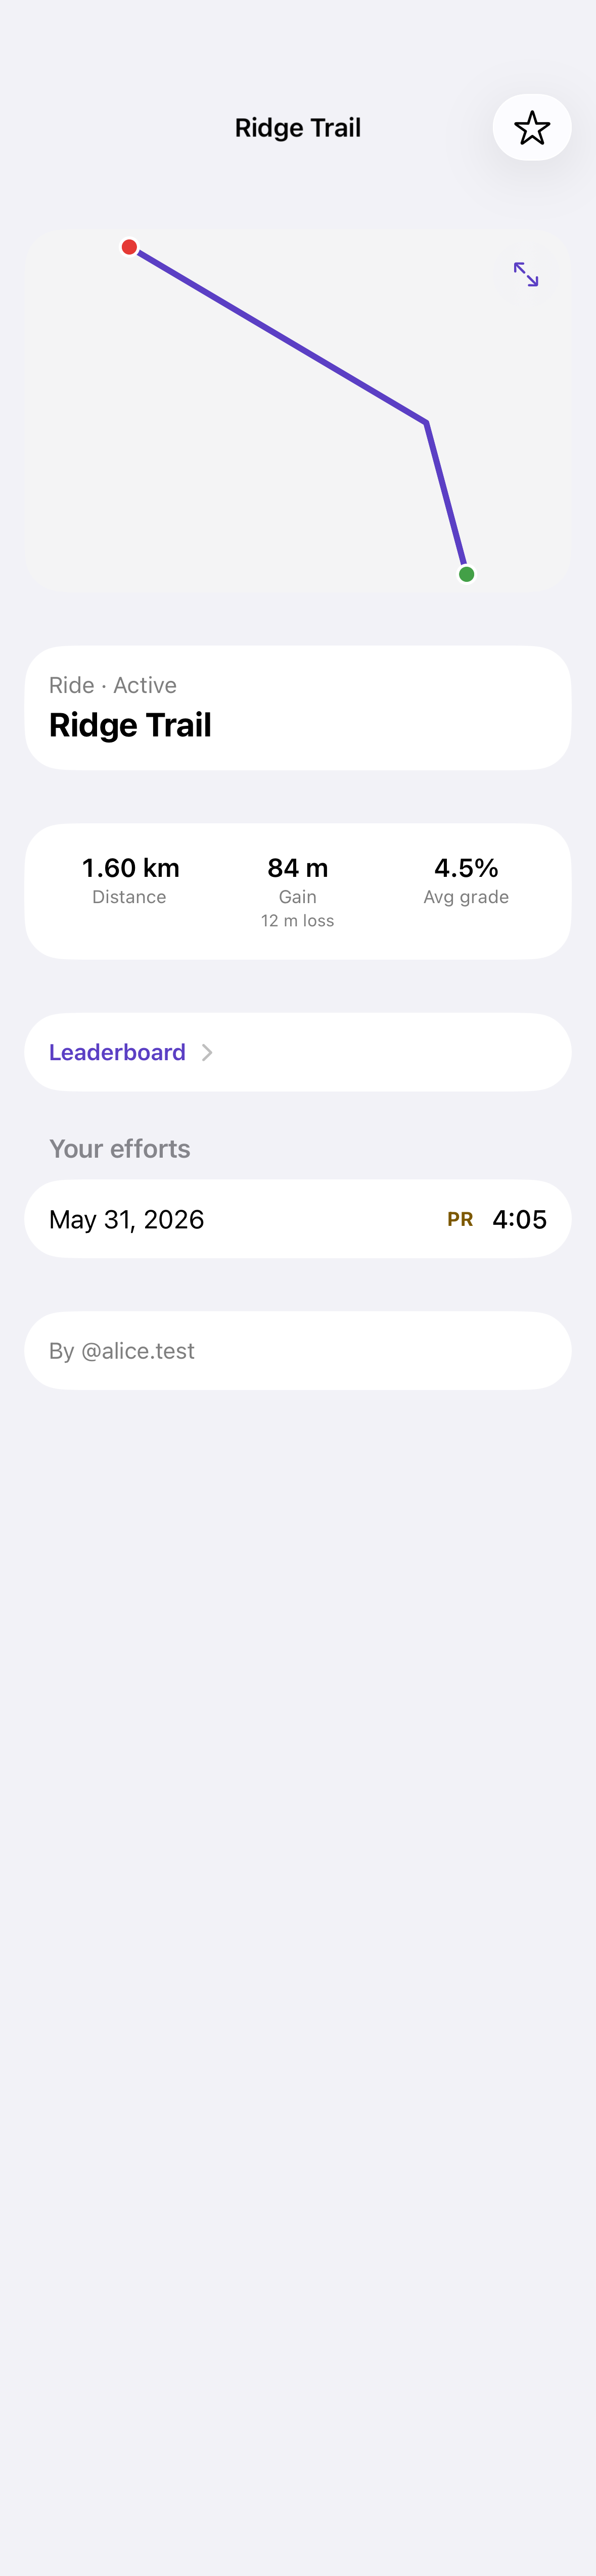 Ridge Trail
Ride · Active
Ridge Trail
1.60 km
Distance
84 m
Gain
12 m loss
4.5%
Avg grade
Leaderboard
Your efforts
May 31, 2026 PR 4:05
By @alice.test